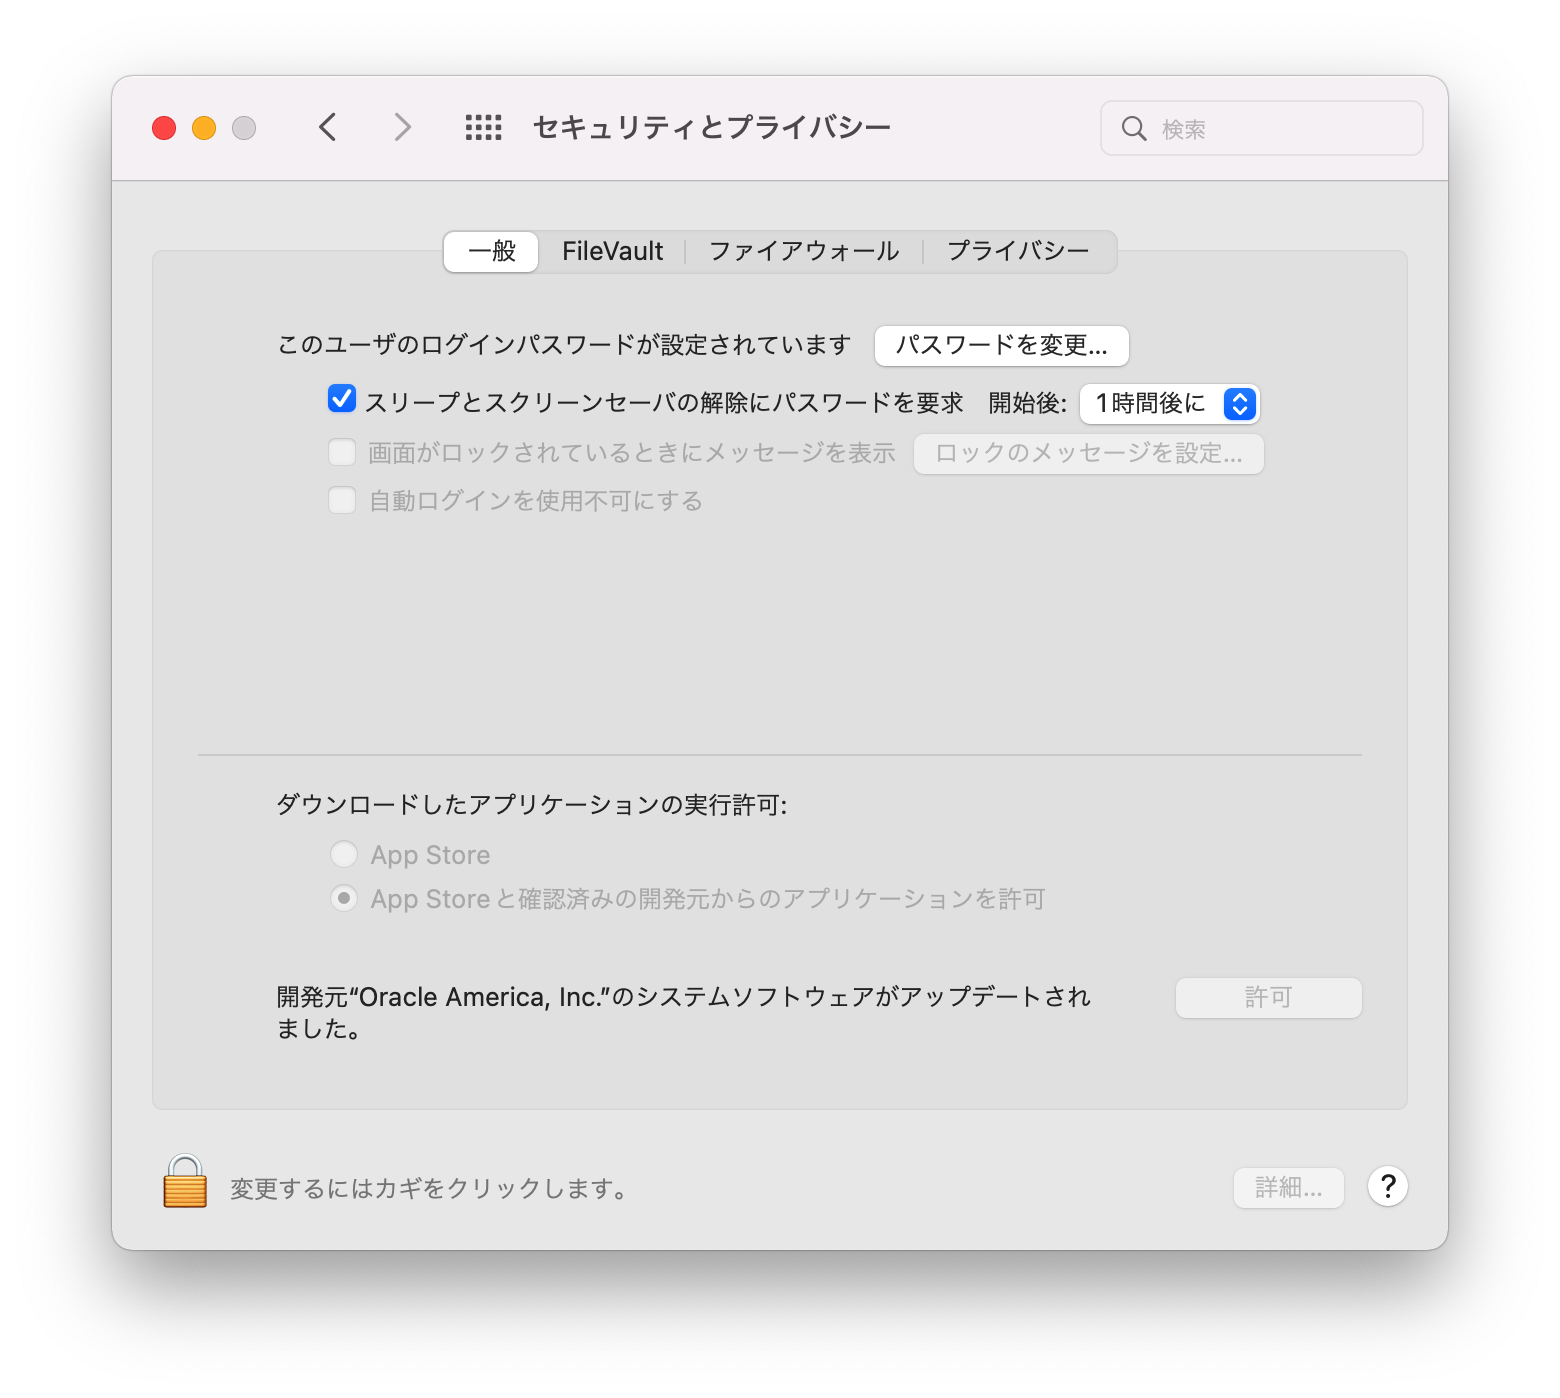 セキュリティとプライバシー
検索
一般 FileVault ファイアウォール プライバシー
このユーザのログインパスワードが設定されています パスワードを変更...
スリープとスクリーンセーバの解除にパスワードを要求 開始後: 1時間後に
画面がロックされているときにメッセージを表示 ロックのメッセージを設定...
自動ログインを使用不可にする
ダウンロードしたアプリケーションの実行許可:
App Store
App Storeと確認済みの開発元からのアプリケーションを許可
開発元“Oracle America, Inc.”のシステムソフトウェアがアップデートされ
ました。
許可
変更するにはカギをクリックします。
詳細... ?